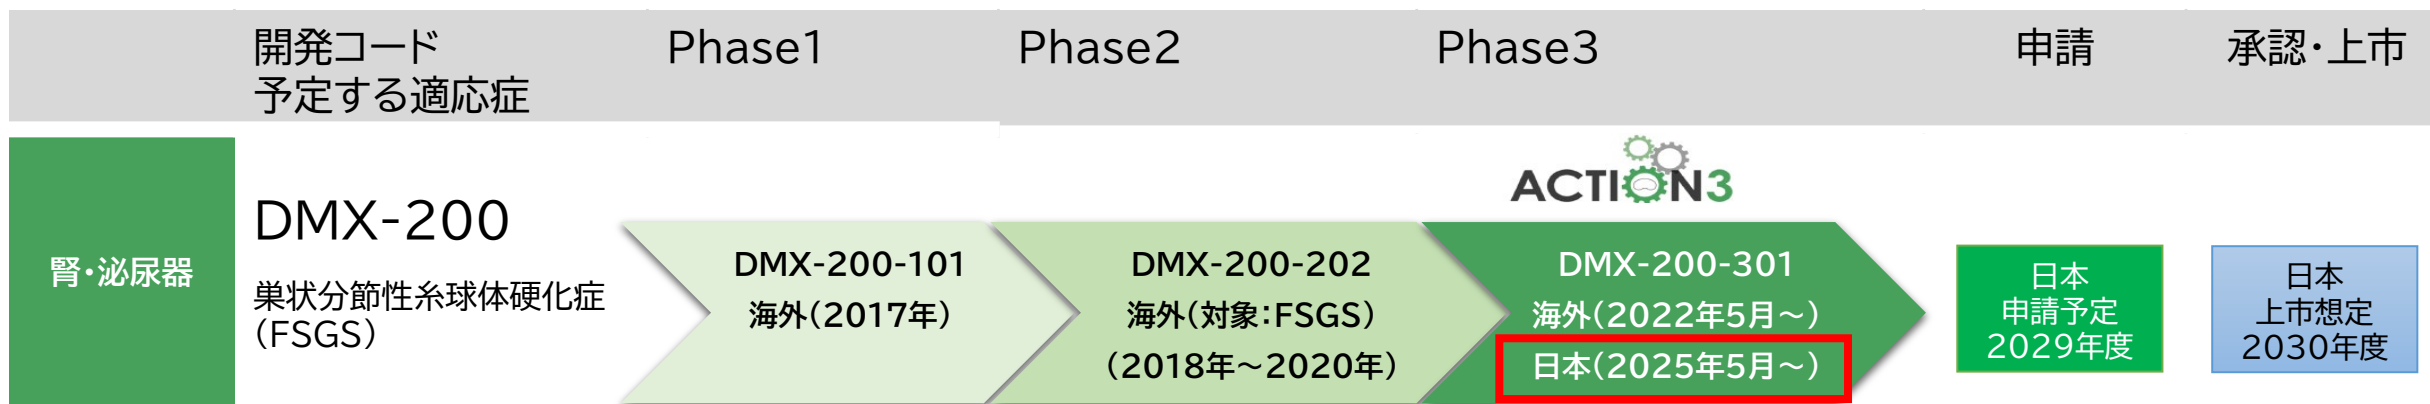 開発コード
予定する適応症
Phase1
Phase2
Phase3
申請
承認・上市
腎・泌尿器
DMX-200
巣状分節性糸球体硬化症
(FSGS)
DMX-200-101
海外(2017年)
DMX-200-202
海外(対象:FSGS)
(2018年~2020年)
ACTION3
DMX-200-301
海外(2022年5月~)
日本(2025年5月~)
日本
申請予定
2029年度
日本
上市想定
2030年度